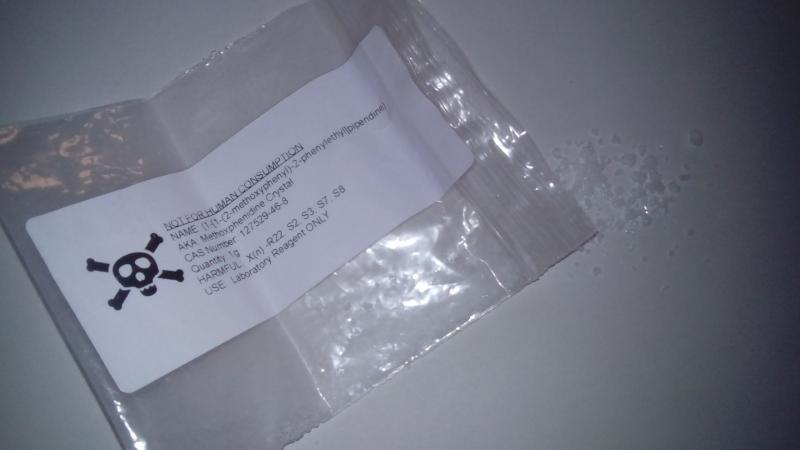 NOT FOR HUMAN CONSUMPTION
NAME (1-[1-(2-methoxyphenyl)-2-phenylethyl]piperidine)
AKA Methoxphenidine Crystal
CAS Number 127529-46-8
Quantity 1g
HARMFUL X(n) -R22, S2, S3, S7, S8
USE Laboratory Reagent ONLY